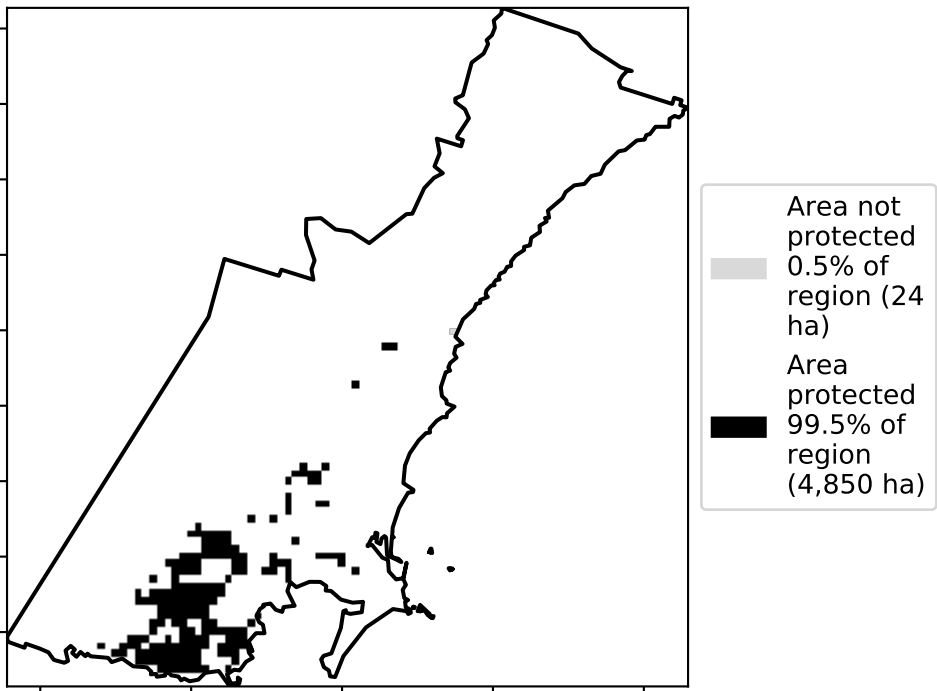 Area not
protected
0.5% of
region (24
ha)
Area
protected
99.5% of
region
(4,850 ha)